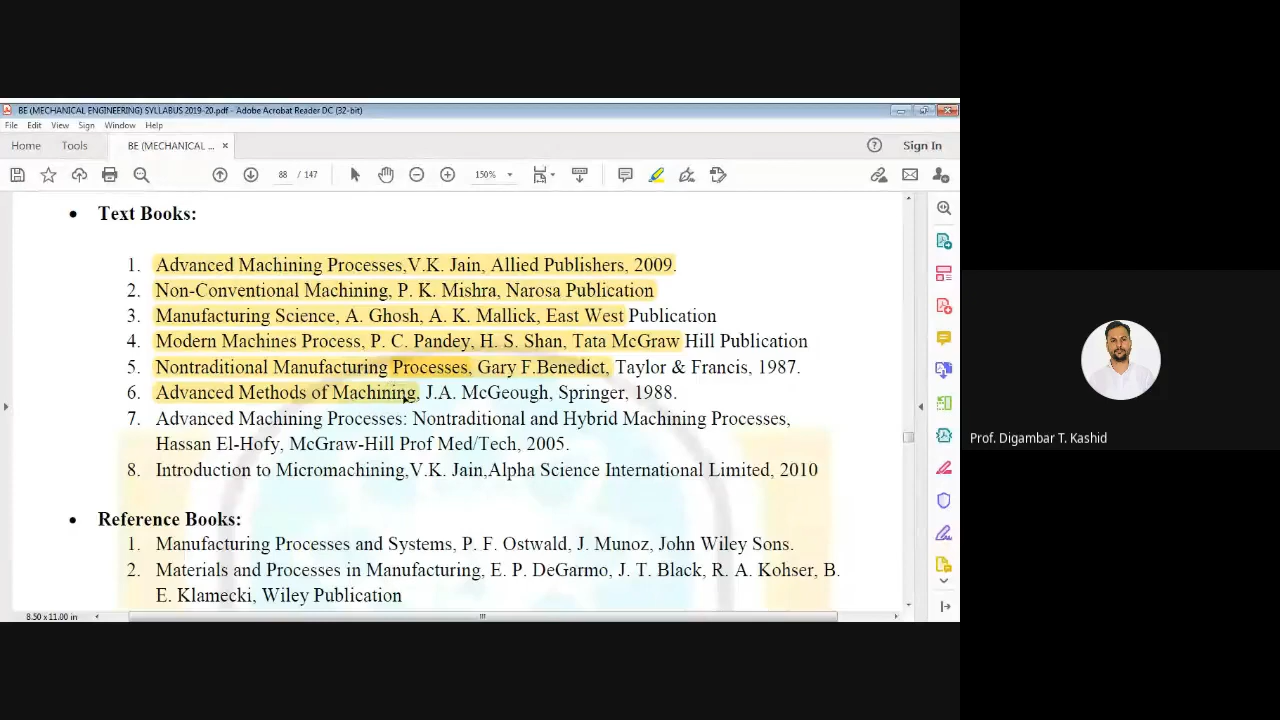 BE (MECHANICAL ENGINEERING) SYLLABUS 2019-20.pdf - Adobe Acrobat Reader DC (32-bit)
File Edit View Sign Window Help
Home Tools BE (MECHANICAL ... × Sign In
88 / 147 150%
• Text Books:
1. Advanced Machining Processes,V.K. Jain, Allied Publishers, 2009.
2. Non-Conventional Machining, P. K. Mishra, Narosa Publication
3. Manufacturing Science, A. Ghosh, A. K. Mallick, East West Publication
4. Modern Machines Process, P. C. Pandey, H. S. Shan, Tata McGraw Hill Publication
5. Nontraditional Manufacturing Processes, Gary F.Benedict, Taylor & Francis, 1987.
6. Advanced Methods of Machining, J.A. McGeough, Springer, 1988.
7. Advanced Machining Processes: Nontraditional and Hybrid Machining Processes,
Hassan El-Hofy, McGraw-Hill Prof Med/Tech, 2005.
8. Introduction to Micromachining,V.K. Jain,Alpha Science International Limited, 2010
• Reference Books:
1. Manufacturing Processes and Systems, P. F. Ostwald, J. Munoz, John Wiley Sons.
2. Materials and Processes in Manufacturing, E. P. DeGarmo, J. T. Black, R. A. Kohser, B.
E. Klamecki, Wiley Publication
8.50 x 11.00 in
Prof. Digambar T. Kashid